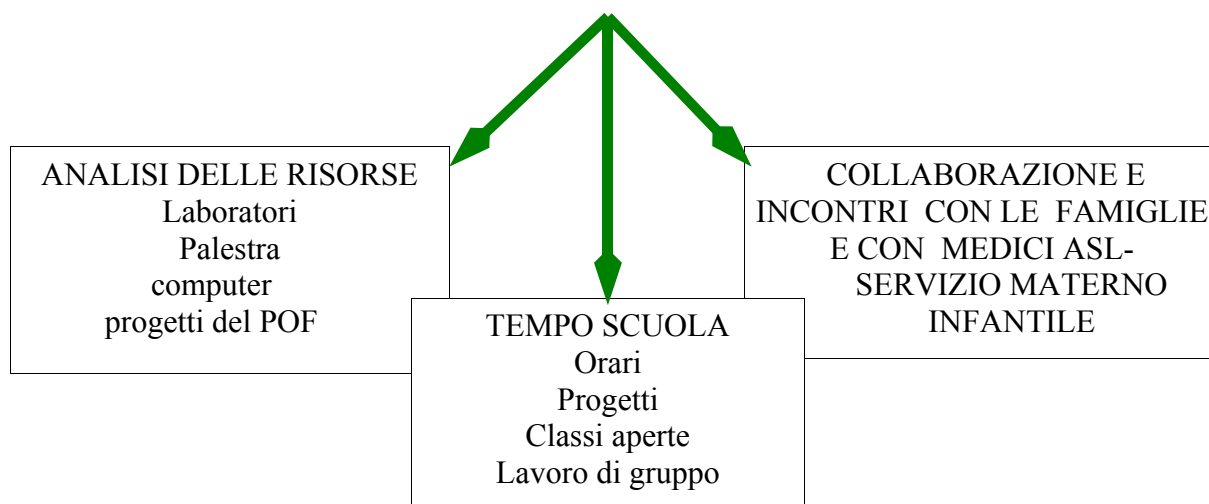 ANALISI DELLE RISORSE
Laboratori
Palestra
computer
progetti del POF
TEMPO SCUOLA
Orari
Progetti
Classi aperte
Lavoro di gruppo
COLLABORAZIONE E
INCONTRI CON LE FAMIGLIE
E CON MEDICI ASL-
SERVIZIO MATERNO
INFANTILE